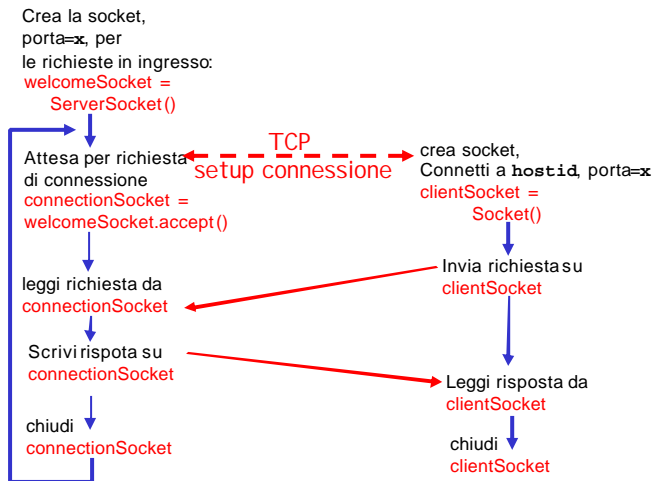 Crea la socket,
porta=x, per
le richieste in ingresso:
welcomeSocket =
ServerSocket()
TCP
setup connessione
Attesa per richiesta
di connessione
connectionSocket =
welcomeSocket.accept()
crea socket,
Connetti a hostid, porta=x
clientSocket =
Socket()
Invia richiesta su
clientSocket
leggi richiesta da
connectionSocket
Scrivi rispota su
connectionSocket
Leggi risposta da
clientSocket
chiudi
connectionSocket
chiudi
clientSocket